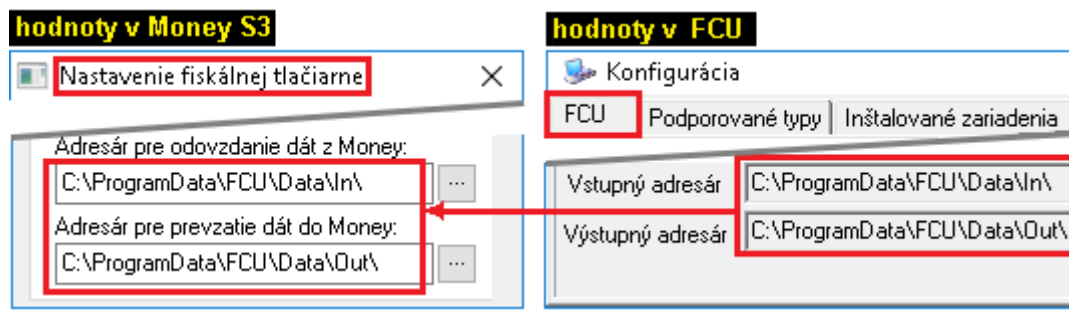 hodnoty v Money S3
Nastavenie fiskálnej tlačiarne
Adresár pre odovzdanie dát z Money:
C:\ProgramData\FCU\Data\In\
...
Adresár pre prevzatie dát do Money:
C:\ProgramData\FCU\Data\Out\
...
hodnoty v FCU
Konfigurácia
FCU Podporované typy Inštalované zariadenia
Vstupný adresár C:\ProgramData\FCU\Data\In\
Výstupný adresár C:\ProgramData\FCU\Data\Out\